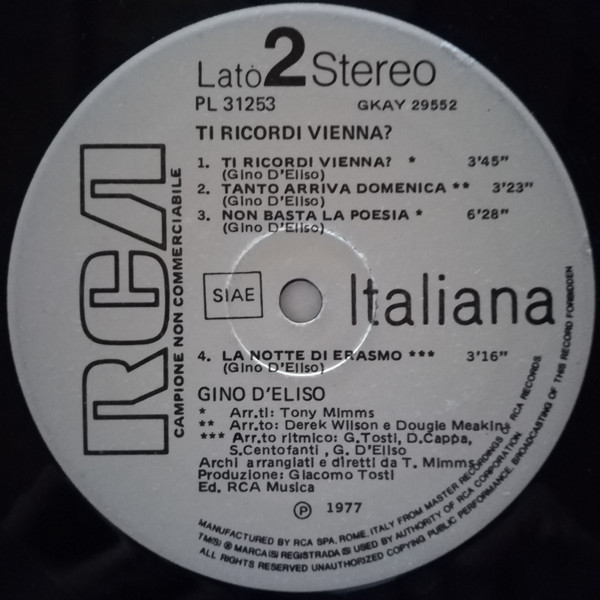 Lato 2 Stereo
PL 31253 GKAY 29552
TI RICORDI VIENNA?
1. TI RICORDI VIENNA? * 3'45"
(Gino D'Eliso)
2. TANTO ARRIVA DOMENICA ** 3'23"
(Gino D'Eliso)
3. NON BASTA LA POESIA * 6'28"
(Gino D'Eliso)
RCA
CAMPIONE NON COMMERCIABILE
SIAE
Italiana
4. LA NOTTE DI ERASMO *** 3'16"
(Gino D'Eliso)
GINO D'ELISO
* Arr.ti: Tony Mimms
** Arr.to: Derek Wilson e Dougie Meakin
*** Arr.to ritmico: G.Tosti, D.Cappa,
S.Centofanti, G. D'Eliso
Archi arrangiati e diretti da T. Mimms
Produzione: Giacomo Tosti
Ed. RCA Musica
℗ 1977
MANUFACTURED BY RCA SPA, ROME, ITALY FROM MASTER RECORDINGS OF RCA RECORDS
TM(S) ® MARCA(S) REGISTRADA(S) USED BY AUTHORITY OF RCA CORPORATION
ALL RIGHTS RESERVED UNAUTHORIZED COPYING PUBLIC PERFORMANCE, BROADCASTING OF THIS RECORD FORBIDDEN